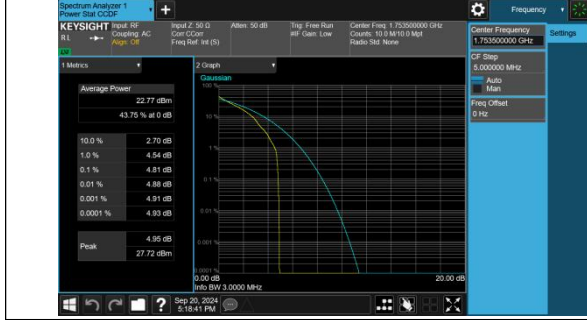 Spectrum Analyzer 1
Power Stat CCDF
Frequency
KEYSIGHT
Input: RF
Input Z: 50 Ω
Atten: 50 dB
Trig: Free Run
Center Freq: 1.753500000 GHz
RL
Coupling: AC
Corr CCorr
#IF Gain: Low
Counts: 10.0 M/10.0 Mpt
Align: Off
Freq Ref: Int (S)
Radio Std: None
Center Frequency
1.753500000 GHz
Settings
CF Step
5.000000 MHz
Auto
Man
Freq Offset
0 Hz
1 Metrics
2 Graph
Average Power
22.77 dBm
43.75 % at 0 dB
10.0 % 2.70 dB
1.0 % 4.54 dB
0.1 % 4.81 dB
0.01 % 4.88 dB
0.001 % 4.91 dB
0.0001 % 4.93 dB
Peak
4.95 dB
27.72 dBm
Gaussian
100 %
10 %
1 %
0.1 %
0.01 %
0.001 %
0.0001 %
0.00 dB 20.00 dB
Info BW 3.0000 MHz
Sep 20, 2024
5:18:41 PM